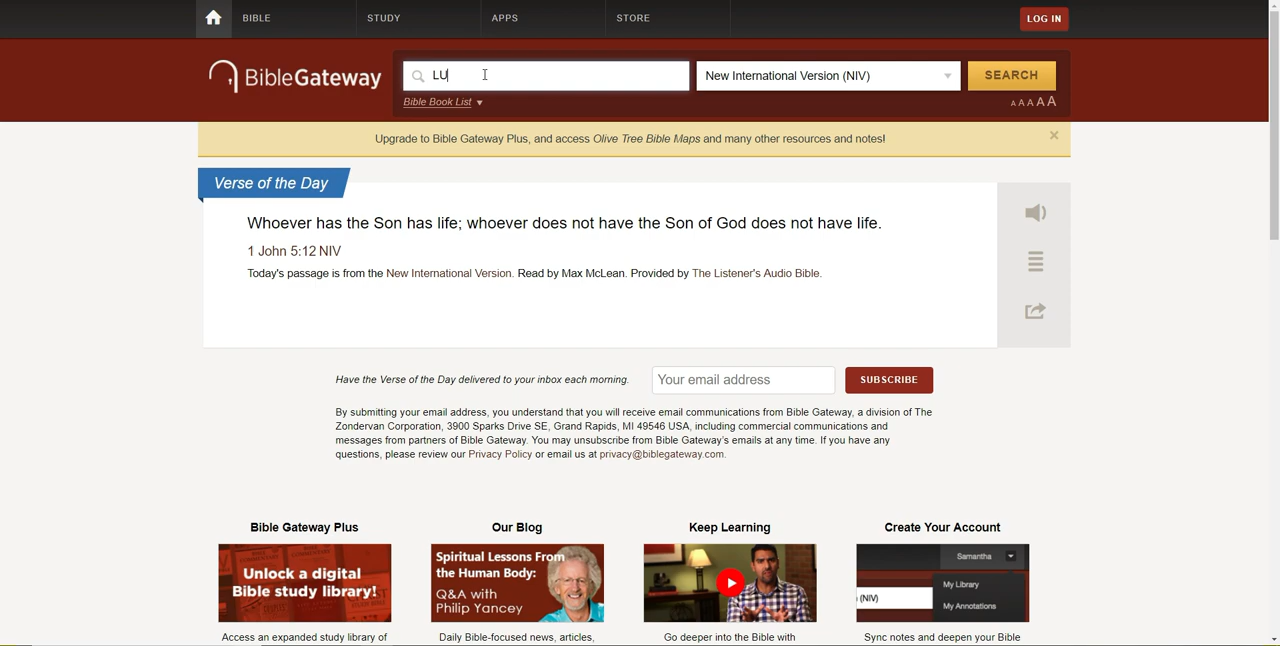 BIBLE
STUDY
APPS
STORE
LOG IN
BibleGateway
LU
New International Version (NIV)
SEARCH
Bible Book List
A A A A A
Upgrade to Bible Gateway Plus, and access Olive Tree Bible Maps and many other resources and notes!
Verse of the Day
Whoever has the Son has life; whoever does not have the Son of God does not have life.
1 John 5:12 NIV
Today's passage is from the New International Version. Read by Max McLean. Provided by The Listener's Audio Bible.
Have the Verse of the Day delivered to your inbox each morning.
Your email address
SUBSCRIBE
By submitting your email address, you understand that you will receive email communications from Bible Gateway, a division of The
Zondervan Corporation, 3900 Sparks Drive SE, Grand Rapids, MI 49546 USA, including commercial communications and
messages from partners of Bible Gateway. You may unsubscribe from Bible Gateway's emails at any time. If you have any
questions, please review our Privacy Policy or email us at privacy@biblegateway.com.
Bible Gateway Plus
Unlock a digital
Bible study library!
Access an expanded study library of
Our Blog
Spiritual Lessons From
the Human Body:
Q&A with
Philip Yancey
Daily Bible-focused news, articles,
Keep Learning
Go deeper into the Bible with
Create Your Account
Samantha
My Library
(NIV)
My Annotations
Sync notes and deepen your Bible